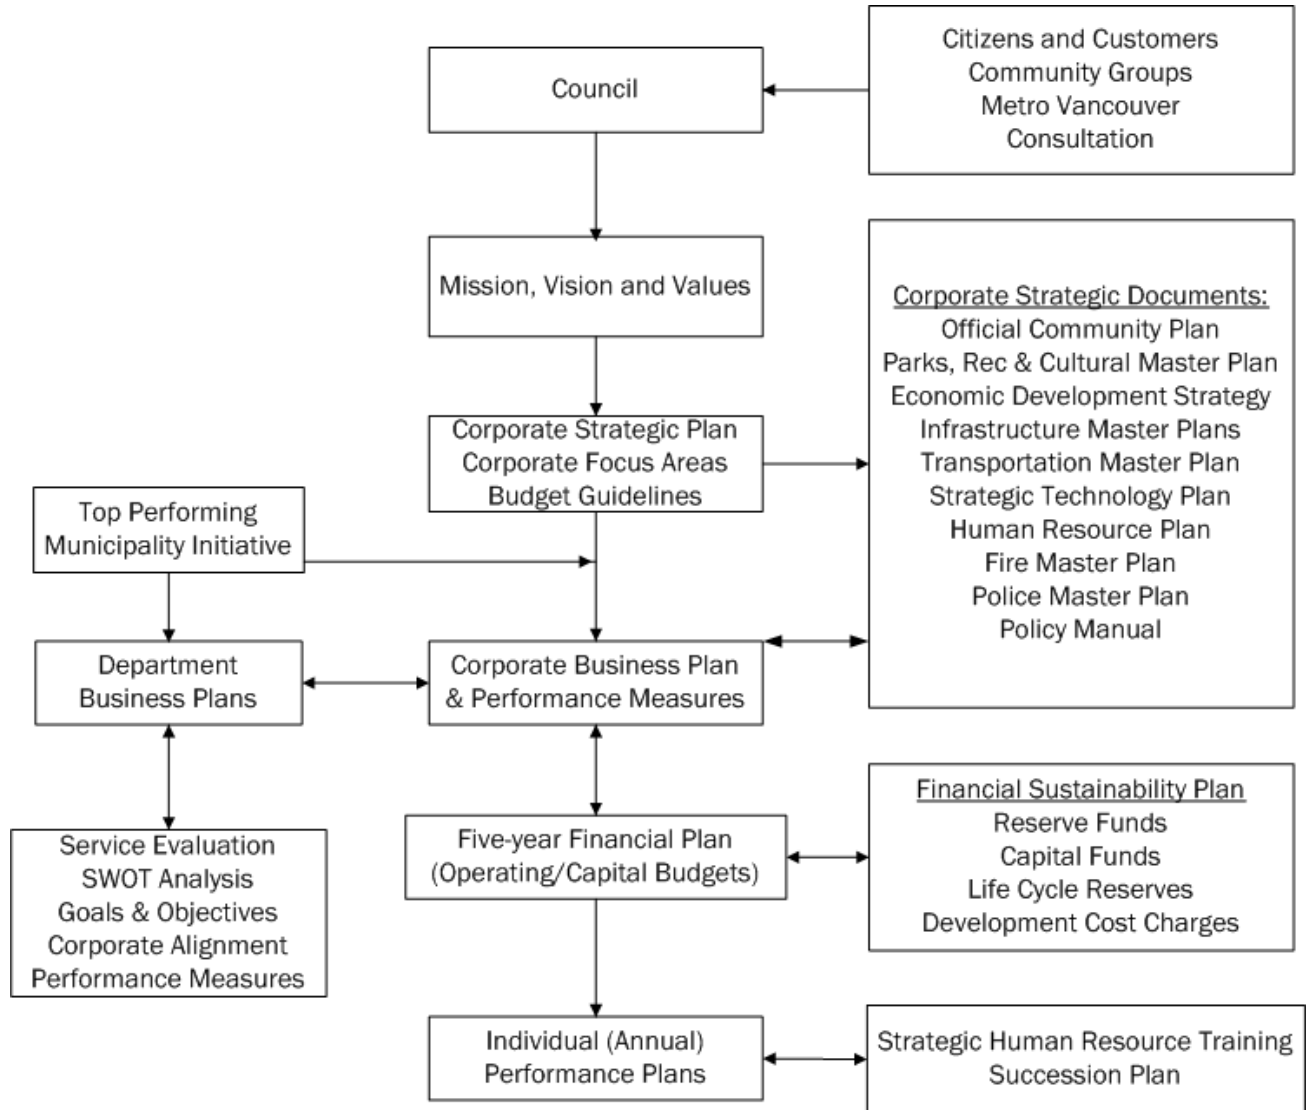 Council
Citizens and Customers
Community Groups
Metro Vancouver
Consultation
Mission, Vision and Values
Corporate Strategic Plan
Corporate Focus Areas
Budget Guidelines
Corporate Strategic Documents:
Official Community Plan
Parks, Rec & Cultural Master Plan
Economic Development Strategy
Infrastructure Master Plans
Transportation Master Plan
Strategic Technology Plan
Human Resource Plan
Fire Master Plan
Police Master Plan
Policy Manual
Top Performing
Municipality Initiative
Department
Business Plans
Corporate Business Plan
& Performance Measures
Service Evaluation
SWOT Analysis
Goals & Objectives
Corporate Alignment
Performance Measures
Five-year Financial Plan
(Operating/Capital Budgets)
Financial Sustainability Plan
Reserve Funds
Capital Funds
Life Cycle Reserves
Development Cost Charges
Individual (Annual)
Performance Plans
Strategic Human Resource Training
Succession Plan